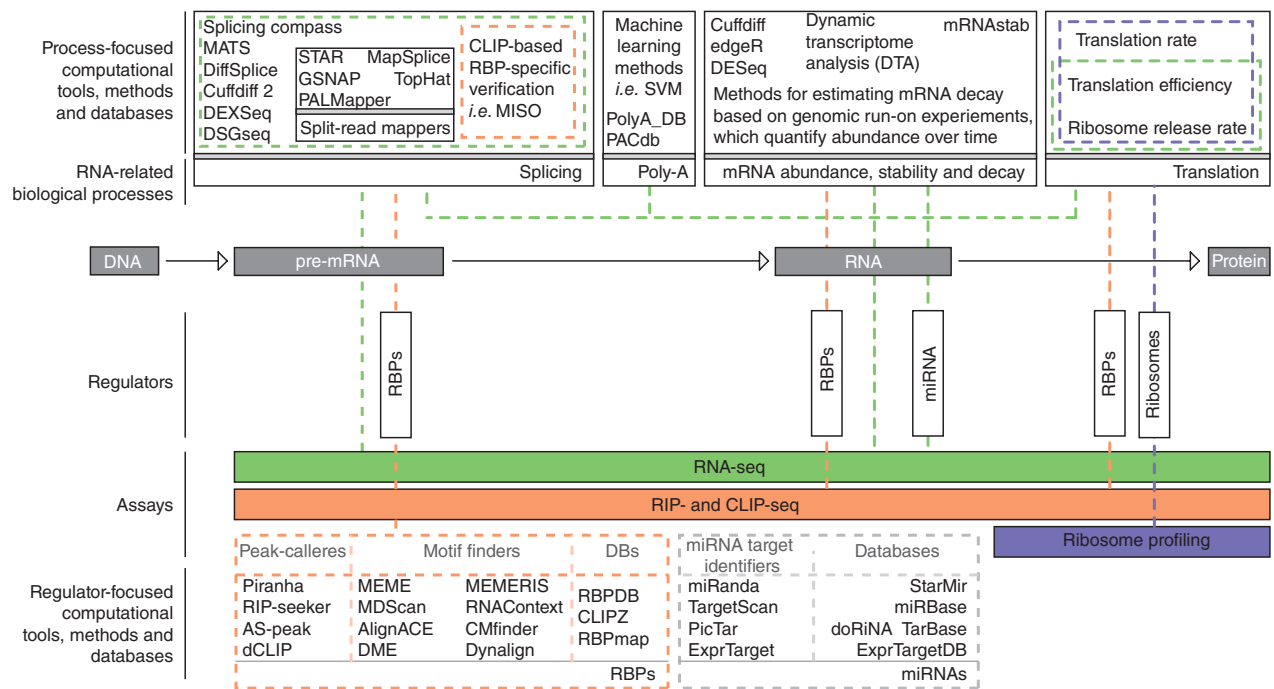 Process-focused
computational
tools, methods
and databases
Splicing compass
MATS
DiffSplice
Cuffdiff 2
DEXSeq
DSGseq
STAR MapSplice
GSNAP TopHat
PALMapper
Split-read mappers
CLIP-based
RBP-specific
verification
i.e. MISO
Machine
learning
methods
i.e. SVM
PolyA_DB
PACdb
Cuffdiff
edgeR
DESeq
Dynamic
transcriptome
analysis (DTA)
mRNAstab
Methods for estimating mRNA decay
based on genomic run-on experiements,
which quantify abundance over time
Translation rate
Translation efficiency
Ribosome release rate
RNA-related
biological processes
Splicing
Poly-A
mRNA abundance, stability and decay
Translation
DNA
pre-mRNA
RNA
Protein
Regulators
RBPs
RBPs
miRNA
RBPs
Ribosomes
Assays
RNA-seq
RIP- and CLIP-seq
Ribosome profiling
Regulator-focused
computational
tools, methods and
databases
Peak-calleres
Piranha
RIP-seeker
AS-peak
dCLIP
Motif finders
MEME MEMERIS
MDScan RNAContext
AlignACE CMfinder
DME Dynalign
DBs
RBPDB
CLIPZ
RBPmap
RBPs
miRNA target
identifiers
miRanda
TargetScan
PicTar
ExprTarget
Databases
StarMir
miRBase
doRiNA TarBase
ExprTargetDB
miRNAs